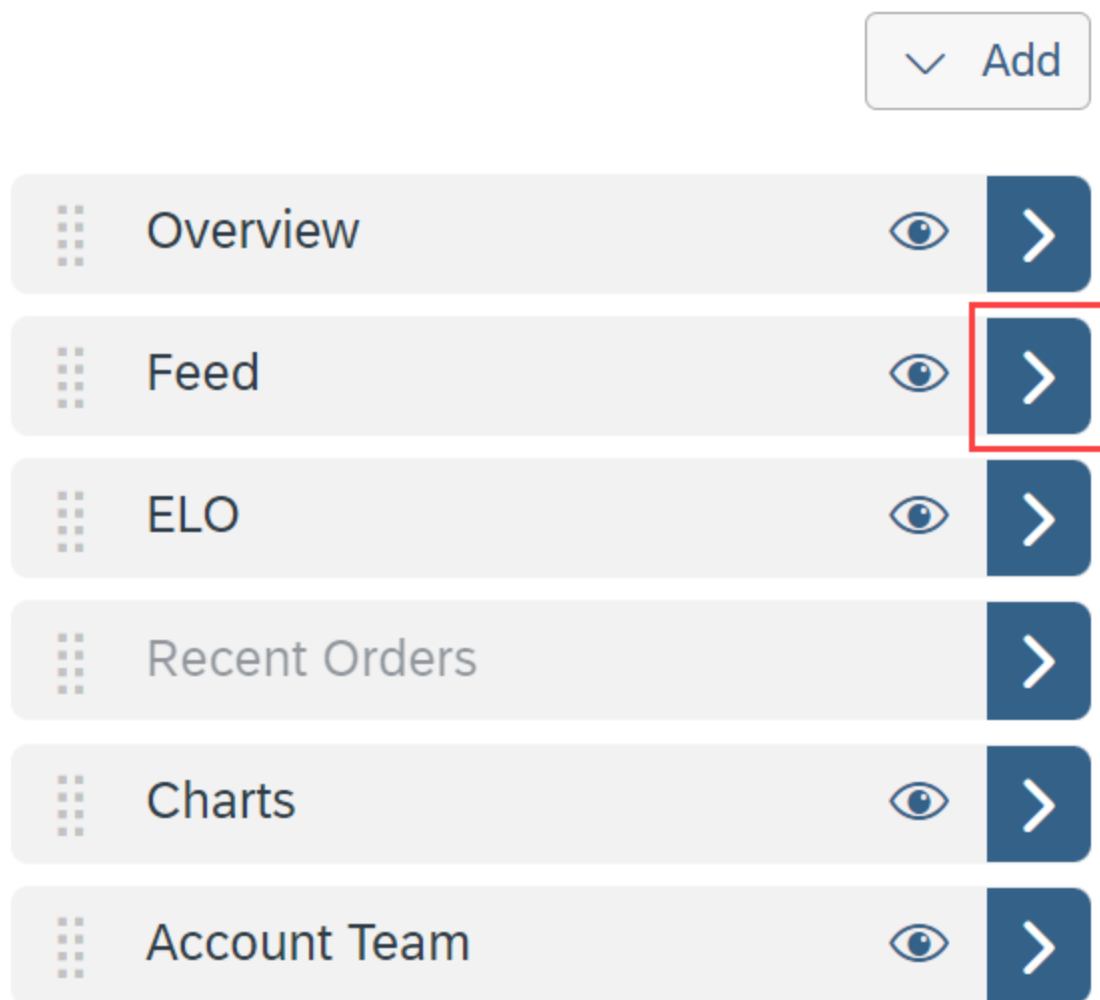 Add
Overview
Feed
ELO
Recent Orders
Charts
Account Team